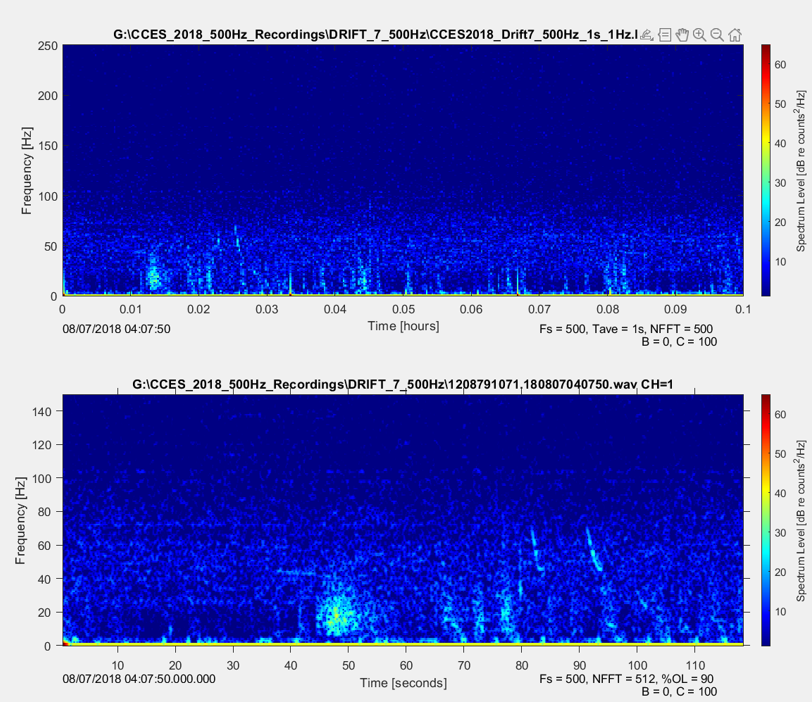 G:\CCES_2018_500Hz_Recordings\DRIFT_7_500Hz\CCES2018_Drift7_500Hz_1s_1Hz.l
250
200
150
100
50
0
Frequency [Hz]
0 0.01 0.02 0.03 0.04 0.05 0.06 0.07 0.08 0.09 0.1
Time [hours]
08/07/2018 04:07:50
Fs = 500, Tave = 1s, NFFT = 500
B = 0, C = 100
60
50
40
30
20
10
Spectrum Level [dB re counts²/Hz]
G:\CCES_2018_500Hz_Recordings\DRIFT_7_500Hz\1208791071.180807040750.wav CH=1
140
120
100
80
60
40
20
0
Frequency [Hz]
10 20 30 40 50 60 70 80 90 100 110
Time [seconds]
08/07/2018 04:07:50.000.000
Fs = 500, NFFT = 512, %OL = 90
B = 0, C = 100
60
50
40
30
20
10
Spectrum Level [dB re counts²/Hz]